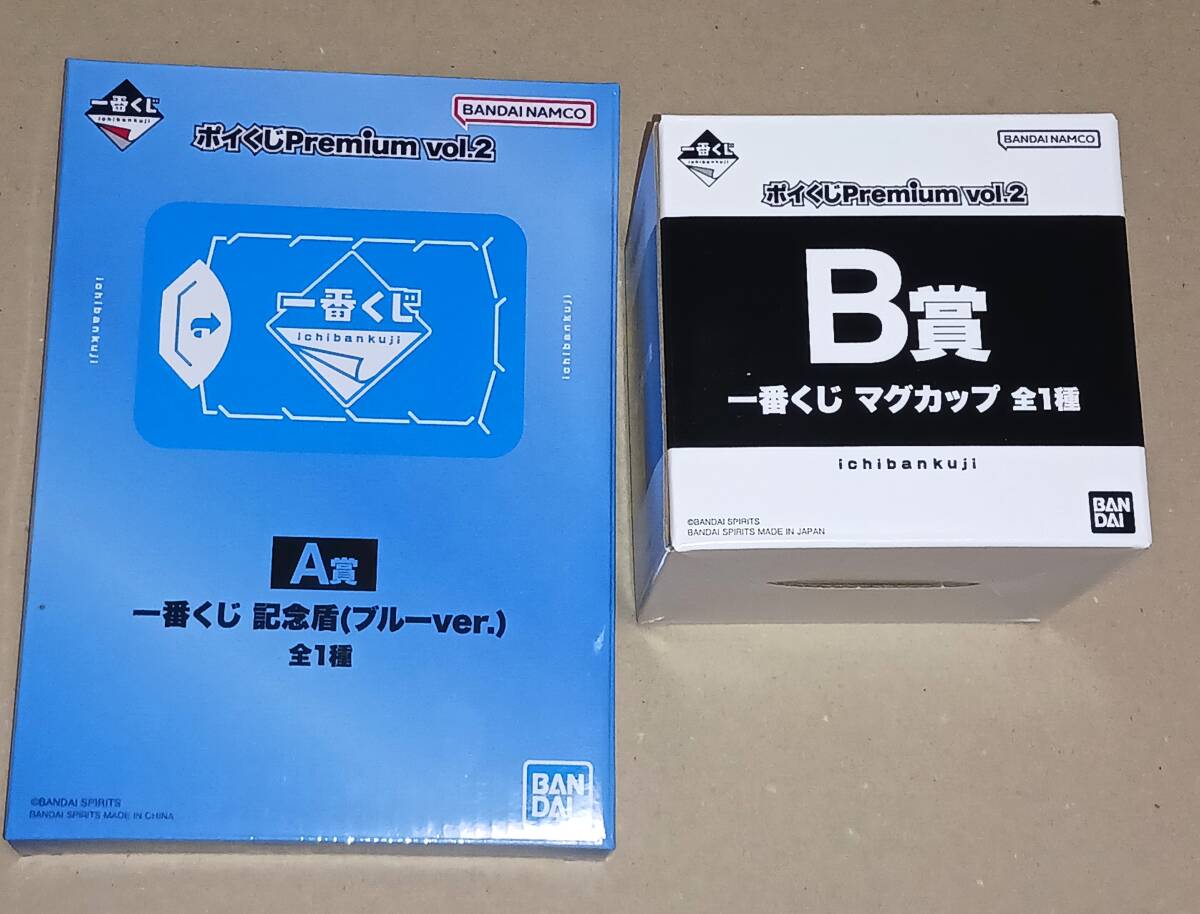 一番くじ
ichibankuji
BANDAI NAMCO
ポイくじPremium vol.2
ichibankuji
一番くじ
ichibankuji
ichibankuji
A賞
一番くじ 記念盾(ブルーver.)
全1種
©BANDAI SPIRITS
BANDAI SPIRITS MADE IN CHINA
BAN
DAI
一番くじ
ichibankuji
BANDAI NAMCO
ポイくじPremium vol.2
B賞
一番くじ マグカップ 全1種
ichibankuji
©BANDAI SPIRITS
BANDAI SPIRITS MADE IN JAPAN
BAN
DAI